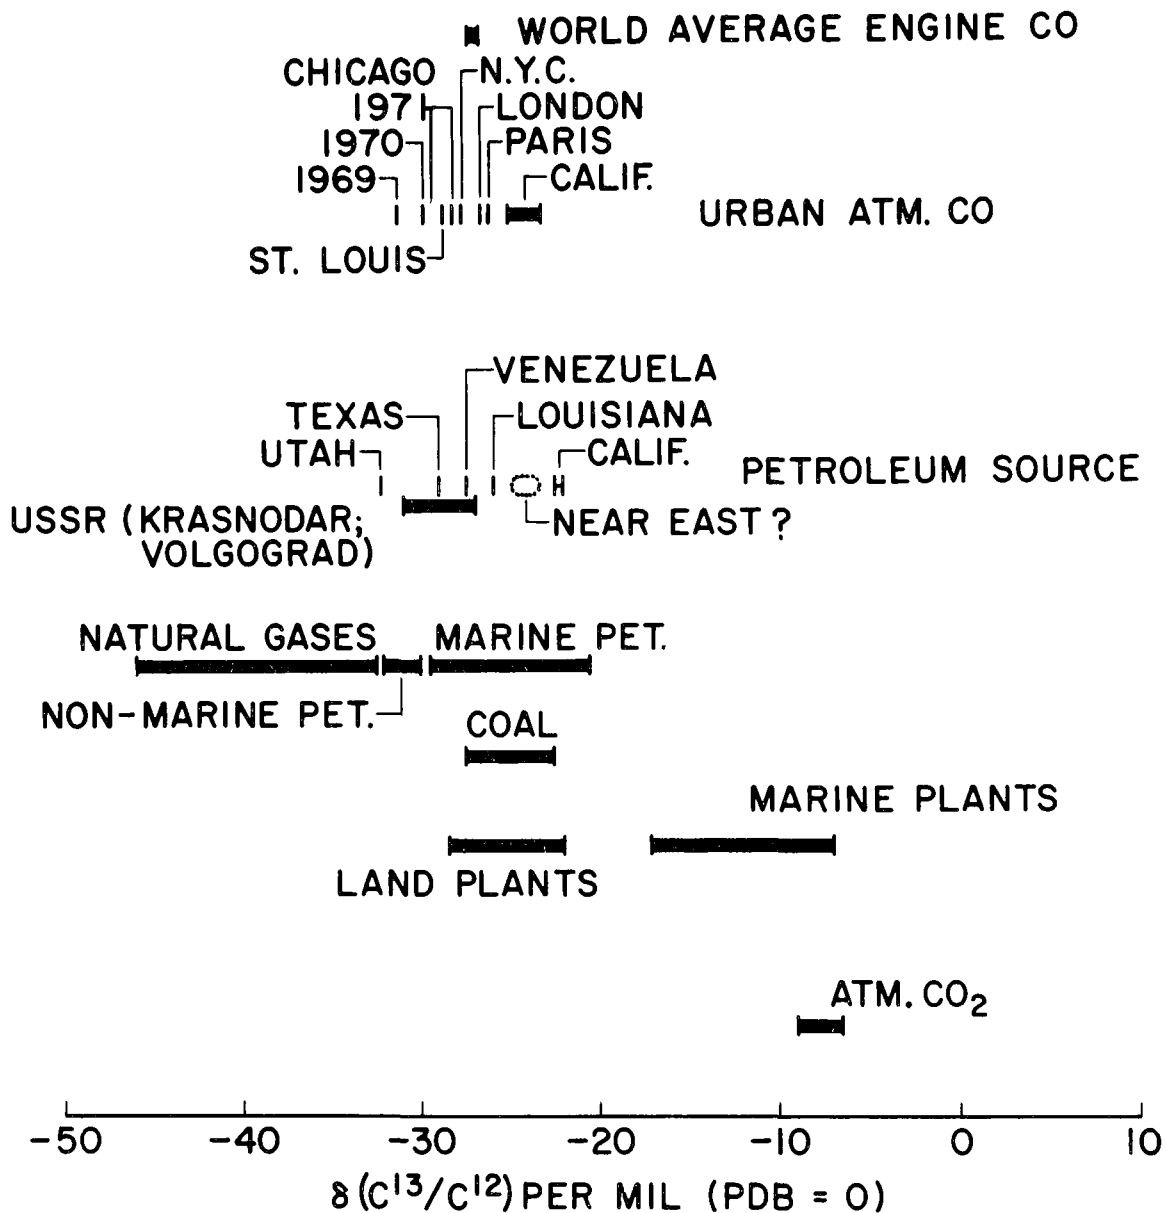 WORLD AVERAGE ENGINE CO
CHICAGO
N.Y.C.
1971
LONDON
1970
PARIS
1969
CALIF.
URBAN ATM. CO
ST. LOUIS
VENEZUELA
TEXAS
LOUISIANA
UTAH
CALIF.
PETROLEUM SOURCE
USSR (KRASNODAR;
VOLGOGRAD)
NEAR EAST ?
NATURAL GASES
MARINE PET.
NON-MARINE PET.
COAL
MARINE PLANTS
LAND PLANTS
ATM. CO₂
-50 -40 -30 -20 -10 0 10
δ (C¹³/C¹²) PER MIL (PDB = 0)